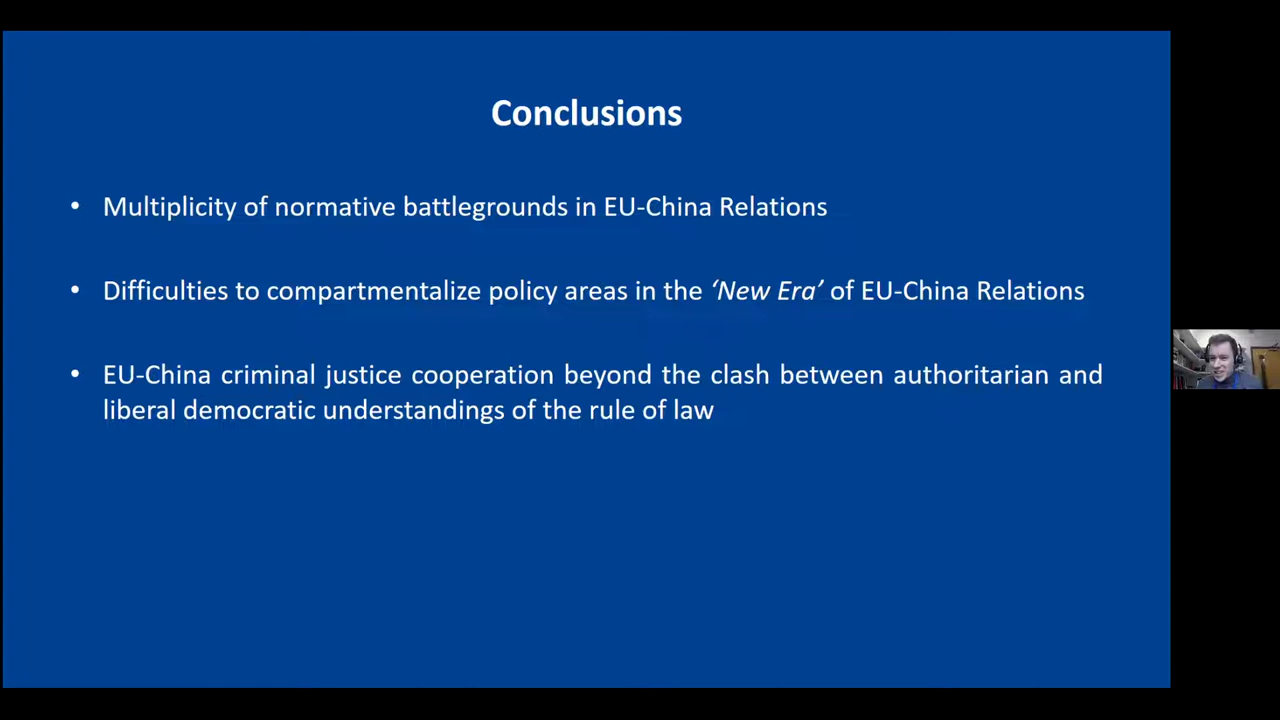 Conclusions
• Multiplicity of normative battlegrounds in EU-China Relations
• Difficulties to compartmentalize policy areas in the ‘New Era’ of EU-China Relations
• EU-China criminal justice cooperation beyond the clash between authoritarian and
liberal democratic understandings of the rule of law